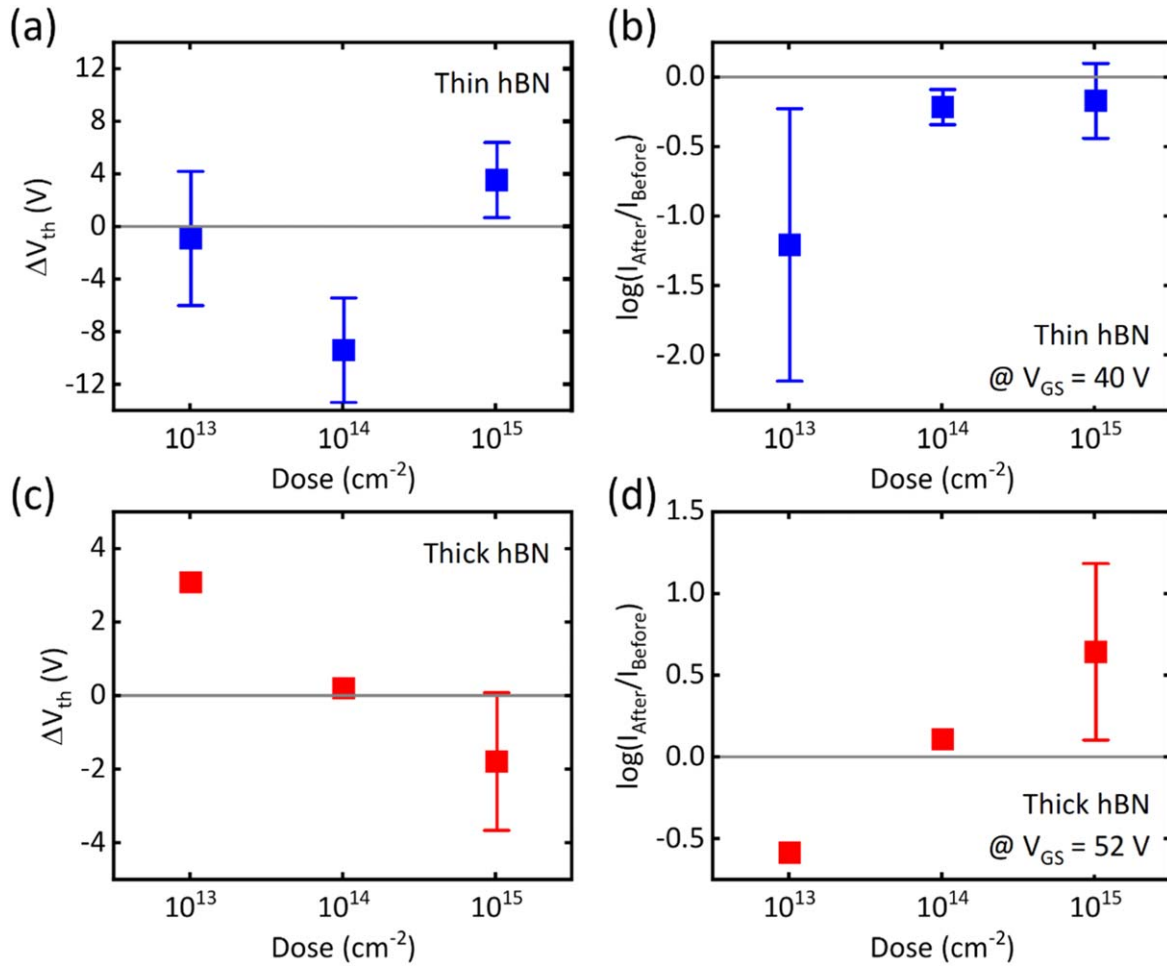 (a)
12
8
4
0
-4
-8
-12
ΔV_th (V)
Thin hBN
10^13 10^14 10^15
Dose (cm^-2)
(b)
0.0
-0.5
-1.0
-1.5
-2.0
log(I_After/I_Before)
Thin hBN
@ V_GS = 40 V
10^13 10^14 10^15
Dose (cm^-2)
(c)
4
2
0
-2
-4
ΔV_th (V)
Thick hBN
10^13 10^14 10^15
Dose (cm^-2)
(d)
1.5
1.0
0.5
0.0
-0.5
log(I_After/I_Before)
Thick hBN
@ V_GS = 52 V
10^13 10^14 10^15
Dose (cm^-2)